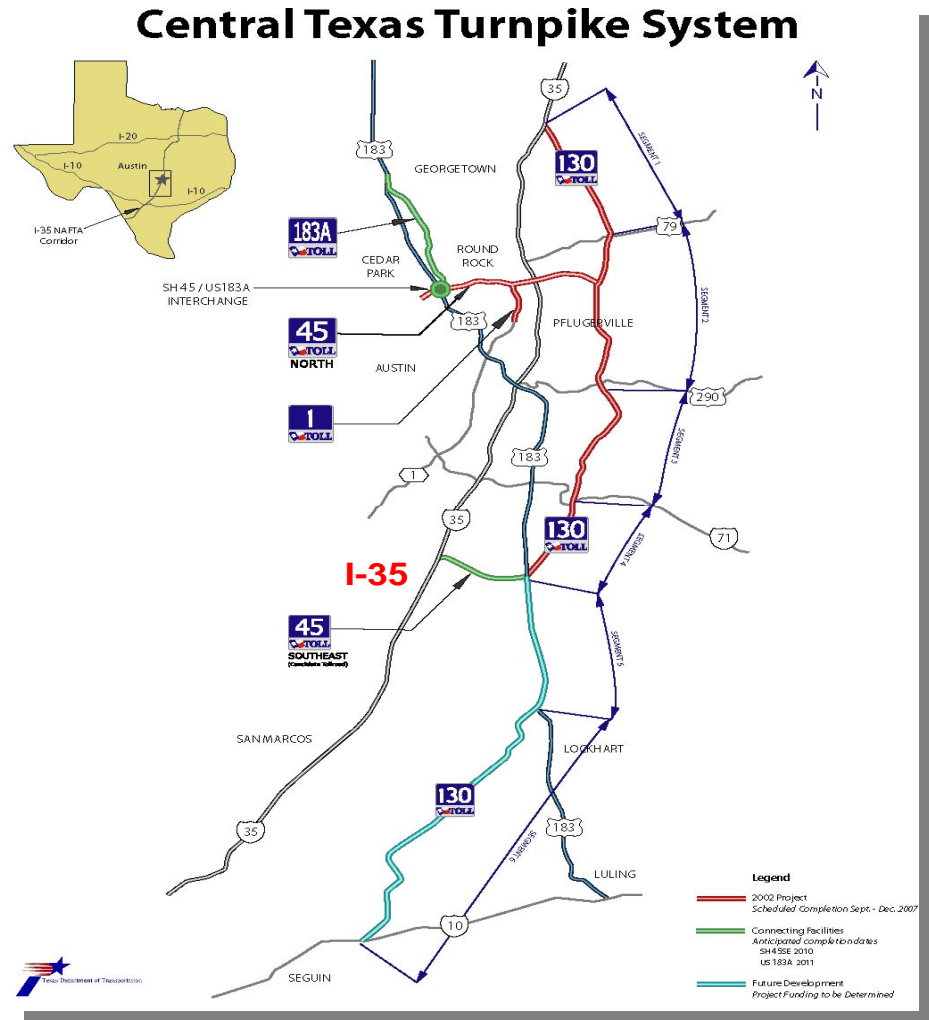 Central Texas Turnpike System
I-20
I-10
Austin
I-10
I-35 NAFTA
Corridor
N
35
183
GEORGETOWN
130
TOLL
SEGMENT 1
79
183A
TOLL
CEDAR
PARK
ROUND
ROCK
SH 45 / US183A
INTERCHANGE
SEGMENT 2
45
TOLL
NORTH
183
PFLUGERVILLE
AUSTIN
290
1
TOLL
SEGMENT 3
183
1
35
130
TOLL
71
SEGMENT 4
I-35
45
TOLL
SOUTHEAST
(Candidate Tollroad)
SEGMENT 5
SAN MARCOS
LOCKHART
130
TOLL
35
183
SEGMENT 6
LULING
10
SEGUIN
Legend
2002 Project
Scheduled Completion Sept. - Dec. 2007
Connecting Facilities
Anticipated completion dates
SH45SE 2010
US 183A 2011
Future Development
Project Funding to be Determined
Texas Department of Transportation